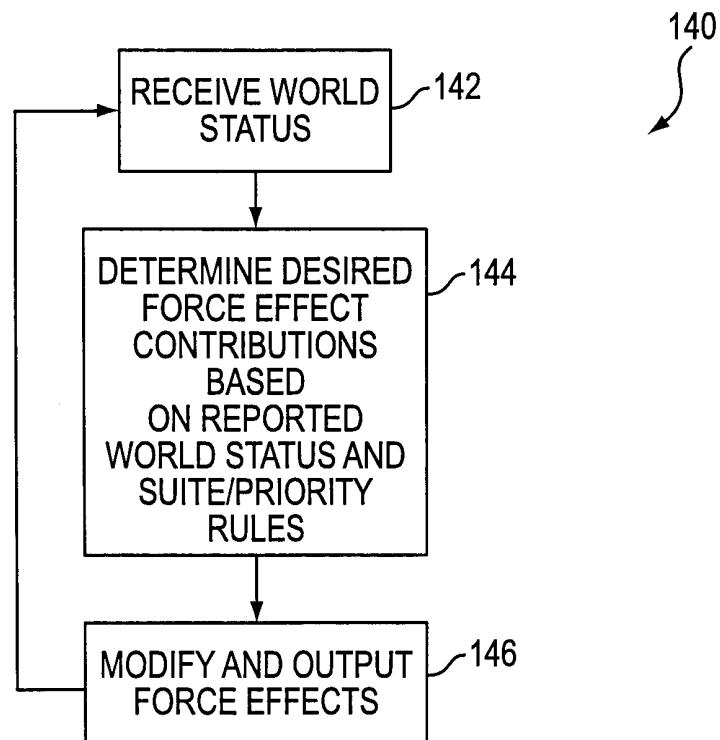 140
RECEIVE WORLD
STATUS
142
DETERMINE DESIRED
FORCE EFFECT
CONTRIBUTIONS
BASED
ON REPORTED
WORLD STATUS AND
SUITE/PRIORITY
RULES
144
MODIFY AND OUTPUT
FORCE EFFECTS
146